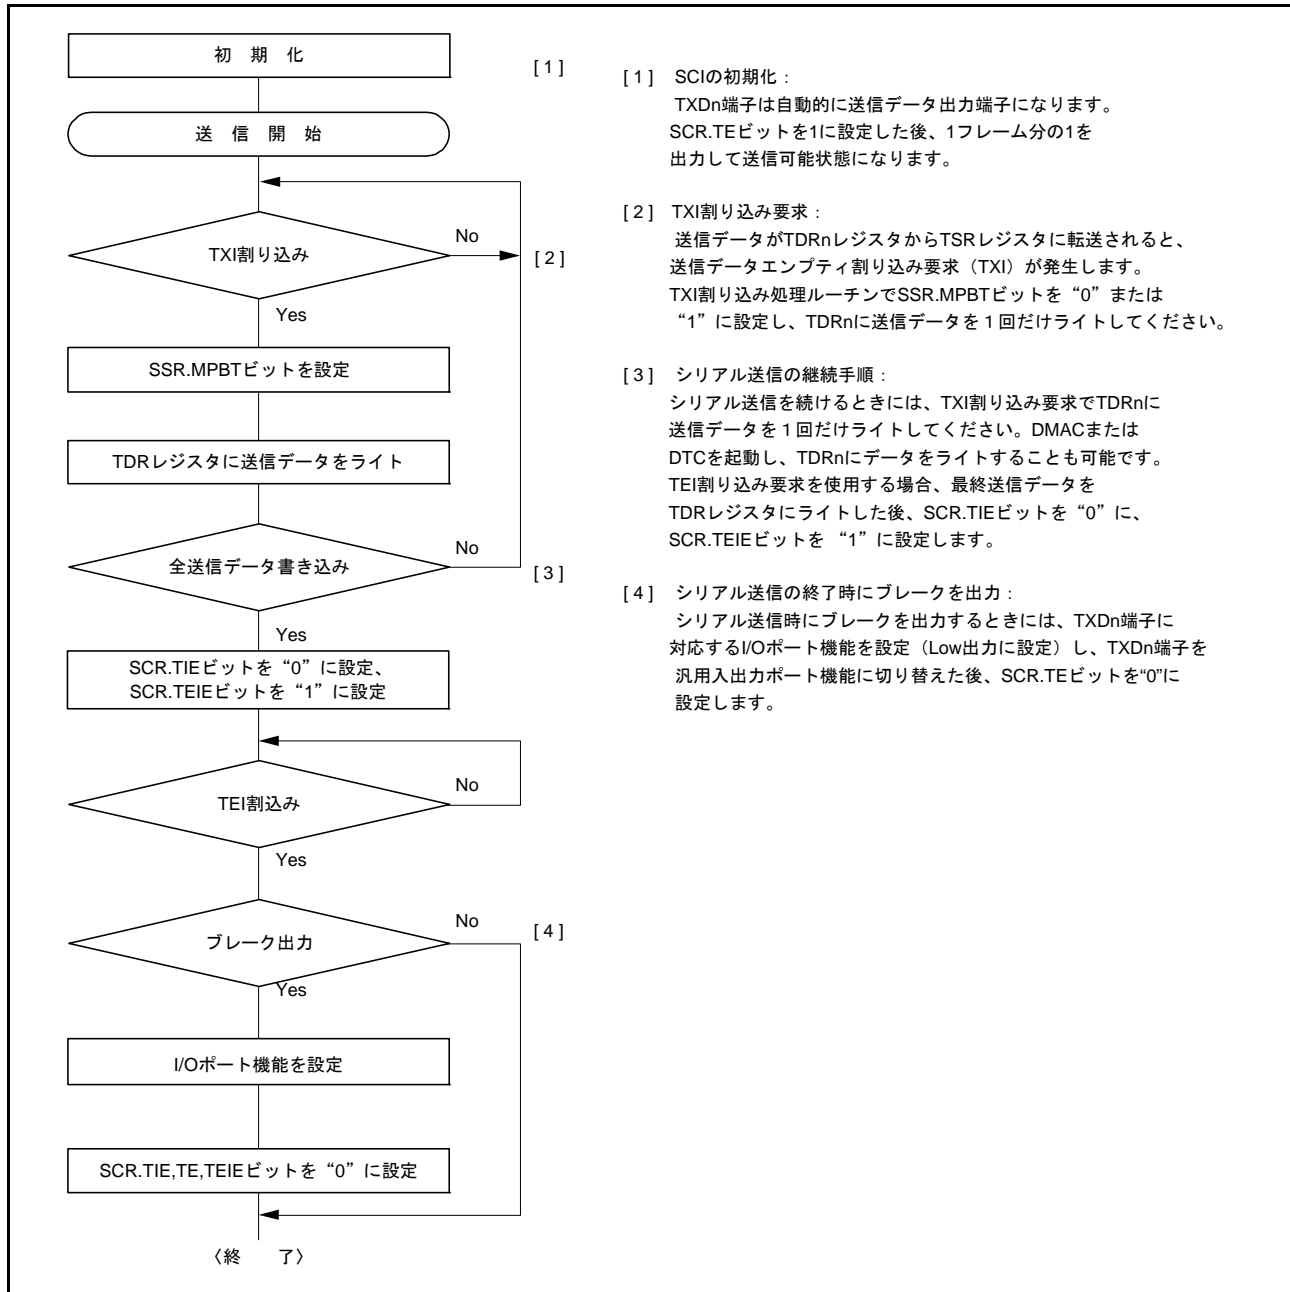 初 期 化
[ 1 ]
送 信 開 始
TXI割り込み
No
[ 2 ]
Yes
SSR.MPBTビットを設定
TDRレジスタに送信データをライト
全送信データ書き込み
No
[ 3 ]
Yes
SCR.TIEビットを“0”に設定、
SCR.TEIEビットを“1”に設定
TEI割込み
No
Yes
ブレーク出力
No
[ 4 ]
Yes
I/Oポート機能を設定
SCR.TIE,TE,TEIEビットを“0”に設定
〈終 了〉
[ 1 ] SCIの初期化：
TXDn端子は自動的に送信データ出力端子になります。
SCR.TEビットを1に設定した後、1フレーム分の1を
出力して送信可能状態になります。
[ 2 ] TXI割り込み要求：
送信データがTDRnレジスタからTSRレジスタに転送されると、
送信データエンプティ割り込み要求（TXI）が発生します。
TXI割り込み処理ルーチンでSSR.MPBTビットを“0”または
“1”に設定し、TDRnに送信データを１回だけライトしてください。
[ 3 ] シリアル送信の継続手順：
シリアル送信を続けるときには、TXI割り込み要求でTDRnに
送信データを１回だけライトしてください。DMACまたは
DTCを起動し、TDRnにデータをライトすることも可能です。
TEI割り込み要求を使用する場合、最終送信データを
TDRレジスタにライトした後、SCR.TIEビットを“0”に、
SCR.TEIEビットを “1”に設定します。
[ 4 ] シリアル送信の終了時にブレークを出力：
シリアル送信時にブレークを出力するときには、TXDn端子に
対応するI/Oポート機能を設定（Low出力に設定）し、TXDn端子を
汎用入出力ポート機能に切り替えた後、SCR.TEビットを“0”に
設定します。